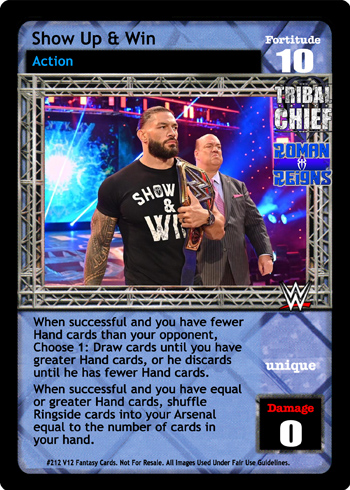 Show Up & Win
Fortitude
10
Action
TRIBAL
CHIEF
ROMAN
REIGNS
SHOW
&
WIN
W
When successful and you have fewer
Hand cards than your opponent,
Choose 1: Draw cards until you have
greater Hand cards, or he discards
until he has fewer Hand cards.
When successful and you have equal
or greater Hand cards, shuffle
Ringside cards into your Arsenal
equal to the number of cards in
your hand.
unique
Damage
0
#212 V12 Fantasy Cards. Not For Resale. All Images Used Under Fair Use Guidelines.